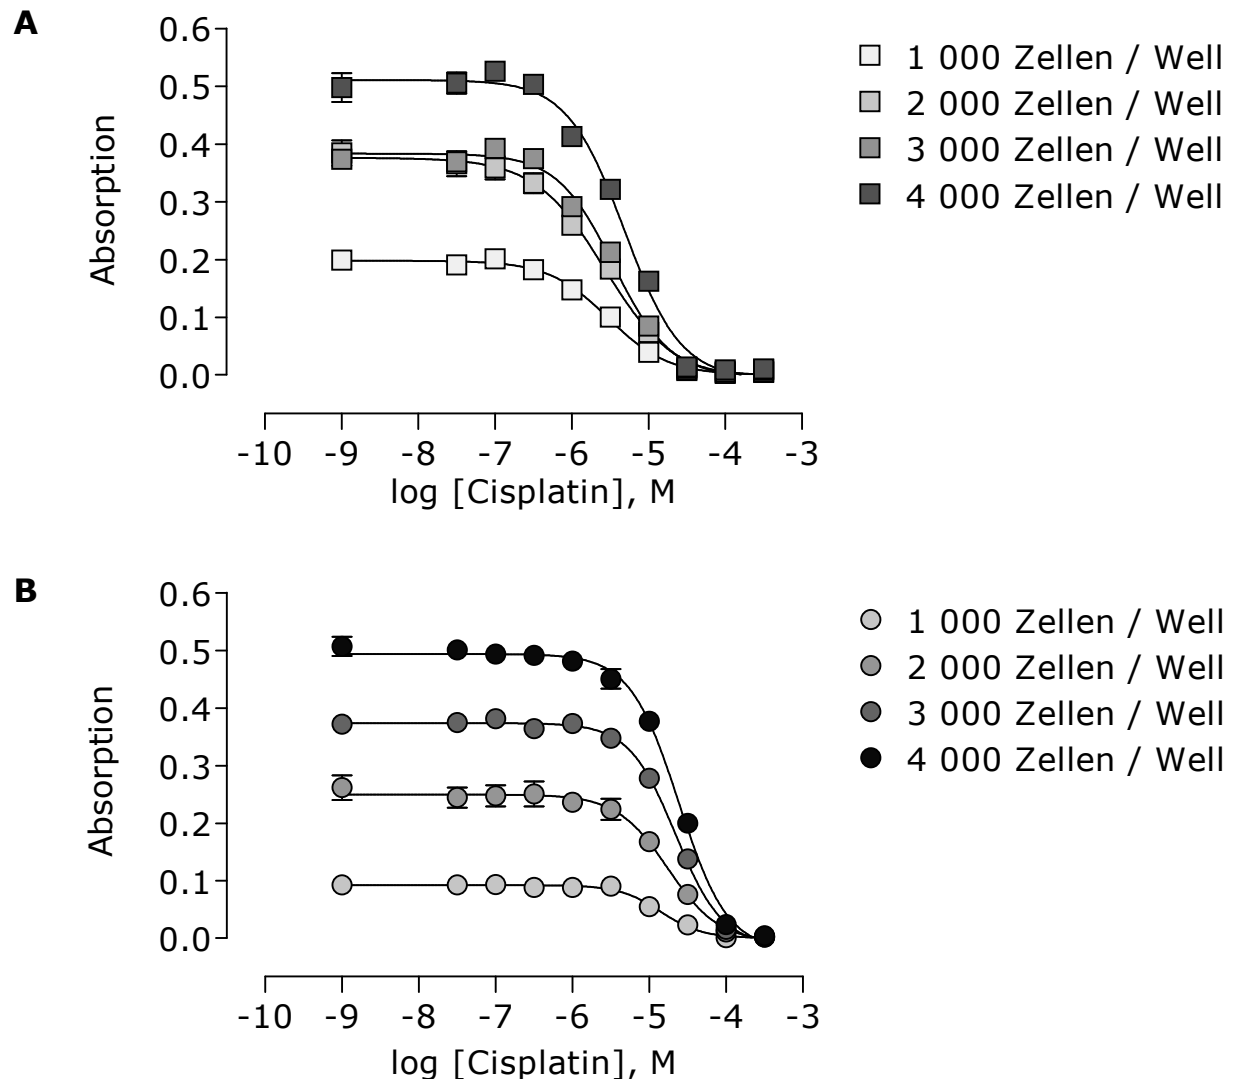 A
0.6
0.5
0.4
0.3
0.2
0.1
0.0
Absorption
-10 -9 -8 -7 -6 -5 -4 -3
log [Cisplatin], M
1 000 Zellen / Well
2 000 Zellen / Well
3 000 Zellen / Well
4 000 Zellen / Well
B
0.6
0.5
0.4
0.3
0.2
0.1
0.0
Absorption
-10 -9 -8 -7 -6 -5 -4 -3
log [Cisplatin], M
1 000 Zellen / Well
2 000 Zellen / Well
3 000 Zellen / Well
4 000 Zellen / Well